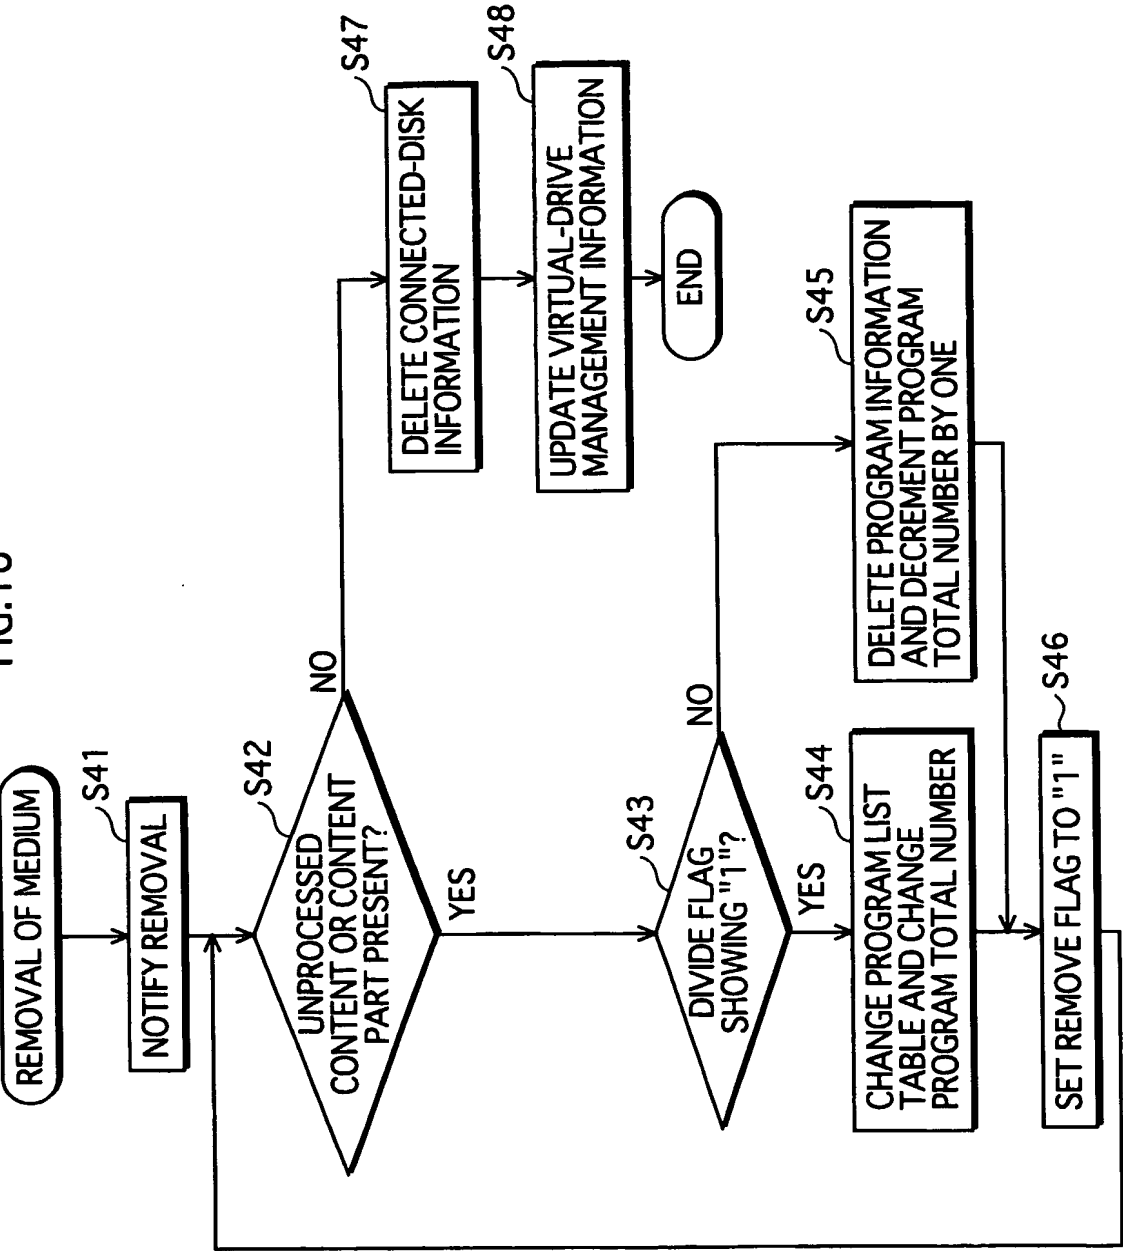 REMOVAL OF MEDIUM
S41
NOTIFY REMOVAL
S42
UNPROCESSED
CONTENT OR CONTENT
PART PRESENT?
NO
YES
S47
DELETE CONNECTED-DISK
INFORMATION
S48
UPDATE VIRTUAL-DRIVE
MANAGEMENT INFORMATION
END
S43
DIVIDE FLAG
SHOWING "1"?
NO
YES
S44
CHANGE PROGRAM LIST
TABLE AND CHANGE
PROGRAM TOTAL NUMBER
S45
DELETE PROGRAM INFORMATION
AND DECREMENT PROGRAM
TOTAL NUMBER BY ONE
S46
SET REMOVE FLAG TO "1"